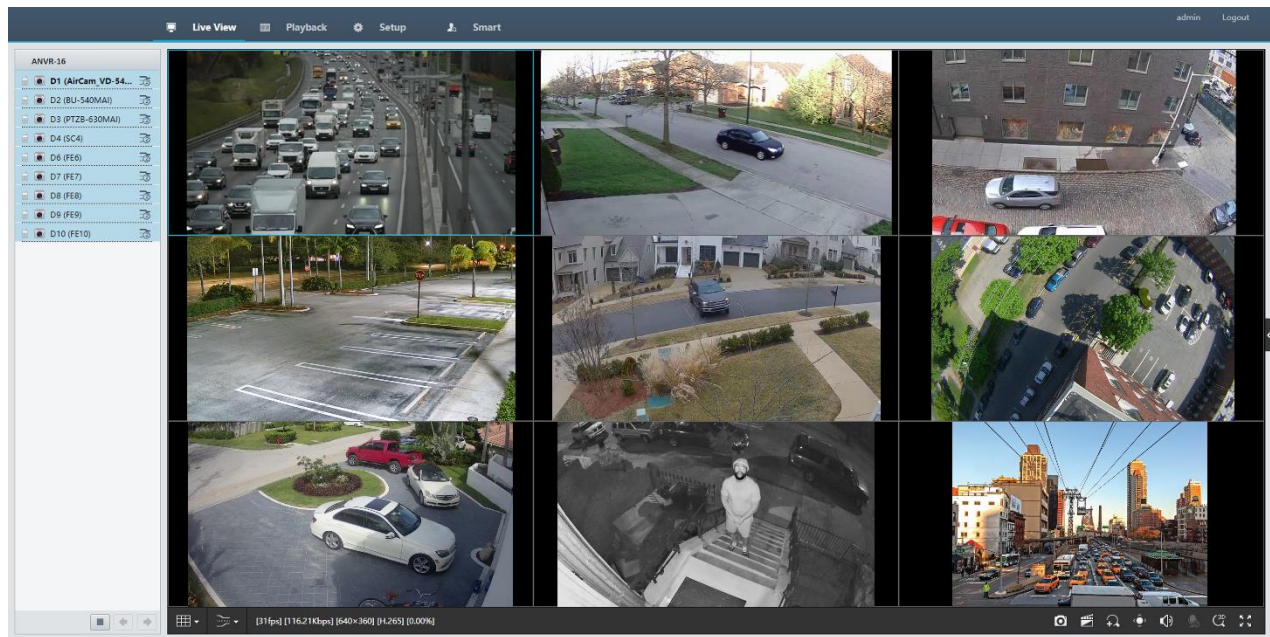 Live View Playback Setup Smart admin Logout
ANVR-16
D1 (AirCam_VD-54...
D2 (BU-540MAI)
D3 (PTZB-630MAI)
D4 (SC4)
D6 (FE6)
D7 (FE7)
D8 (FE8)
D9 (FE9)
D10 (FE10)
[31fps] [116.21Kbps] [640×360] [H.265] [0.00%]